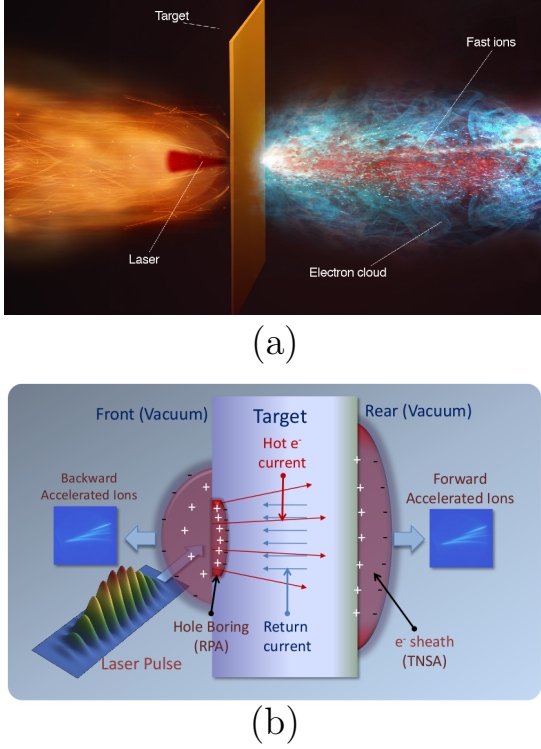 Target
Fast ions
Laser
Electron cloud
(a)
Front (Vacuum)
Target
Rear (Vacuum)
Hot e⁻
current
Backward
Accelerated Ions
Forward
Accelerated Ions
Hole Boring
(RPA)
Return
current
e⁻ sheath
(TNSA)
Laser Pulse
(b)